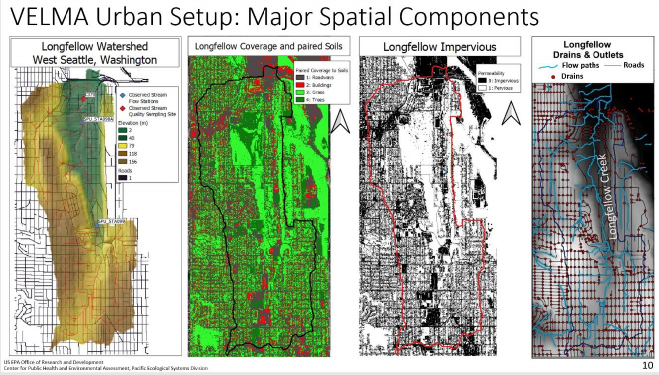 VELMA Urban Setup: Major Spatial Components
Longfellow Watershed
West Seattle, Washington
Observed Stream
Flow Stations
Observed Stream
Quality Sampling Site
Elevation (m)
2
40
79
118
156
Roads
1
Longfellow Coverage and paired Soils
Paired Coverage to Soils
1: Roadways
2: Buildings
3: Grass
4: Trees
Longfellow Impervious
Permeability
0: Impervious
1: Pervious
Longfellow
Drains & Outlets
Flow paths
Roads
Drains
Longfellow Creek
US EPA Office of Research and Development
Center for Public Health and Environmental Assessment, Pacific Ecological Systems Division
10